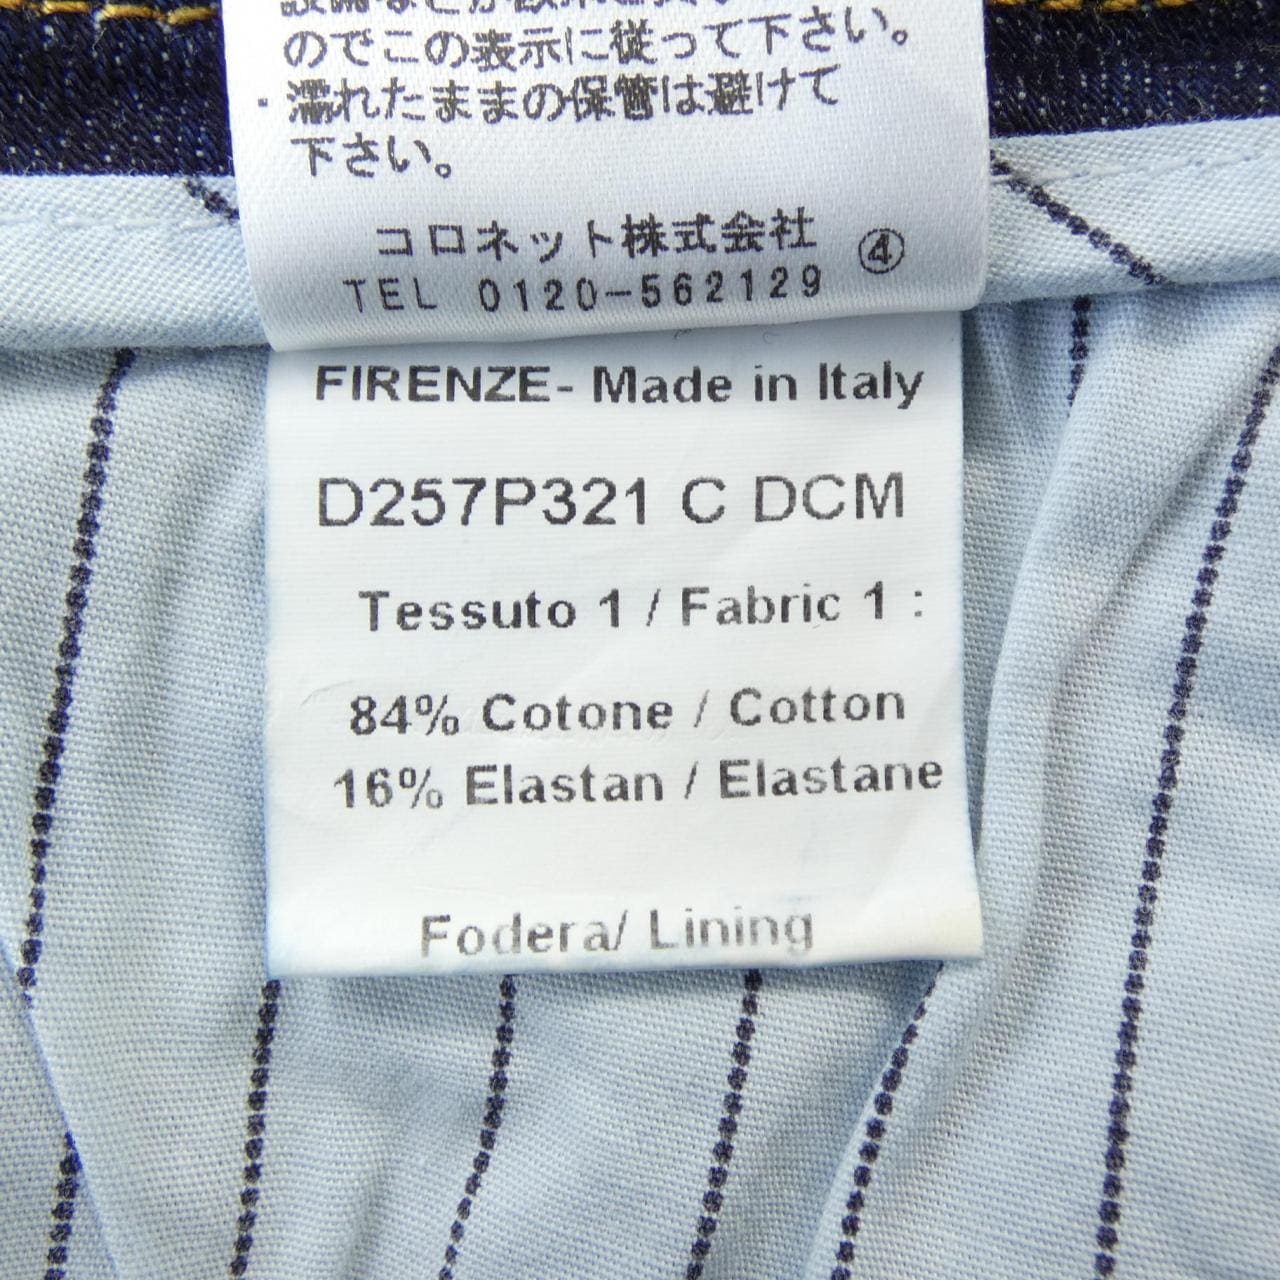 のでこの表示に従って下さい。
・濡れたままの保管は避けて
下さい。
コロネット株式会社 ④
TEL 0120-562129
FIRENZE- Made in Italy
D257P321 C DCM
Tessuto 1 / Fabric 1 :
84% Cotone / Cotton
16% Elastan / Elastane
Fodera/ Lining